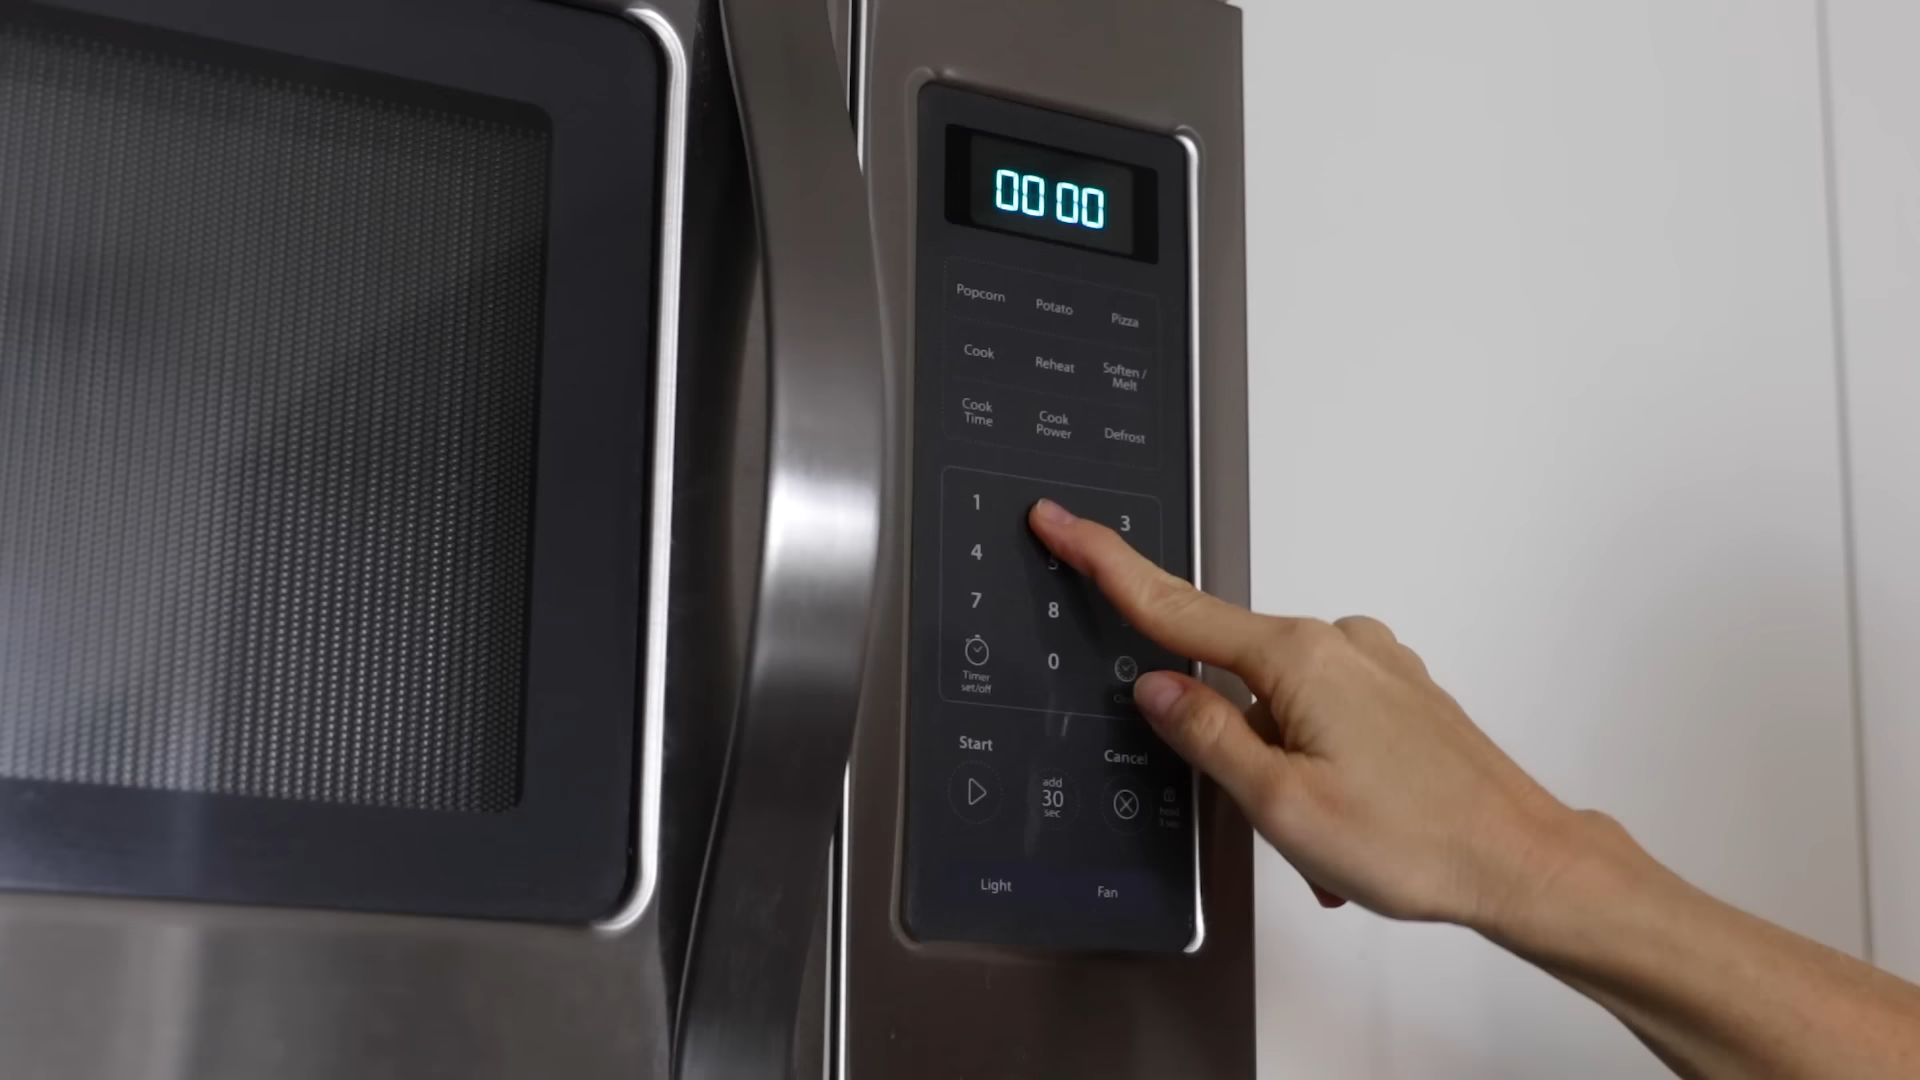 00 00
Popcorn Potato Pizza
Cook Reheat Soften /
Melt
Cook
Time Cook
Power Defrost
1 3
4 5
7 8
Timer
set/off 0
Start Cancel
add
30
sec
Light Fan